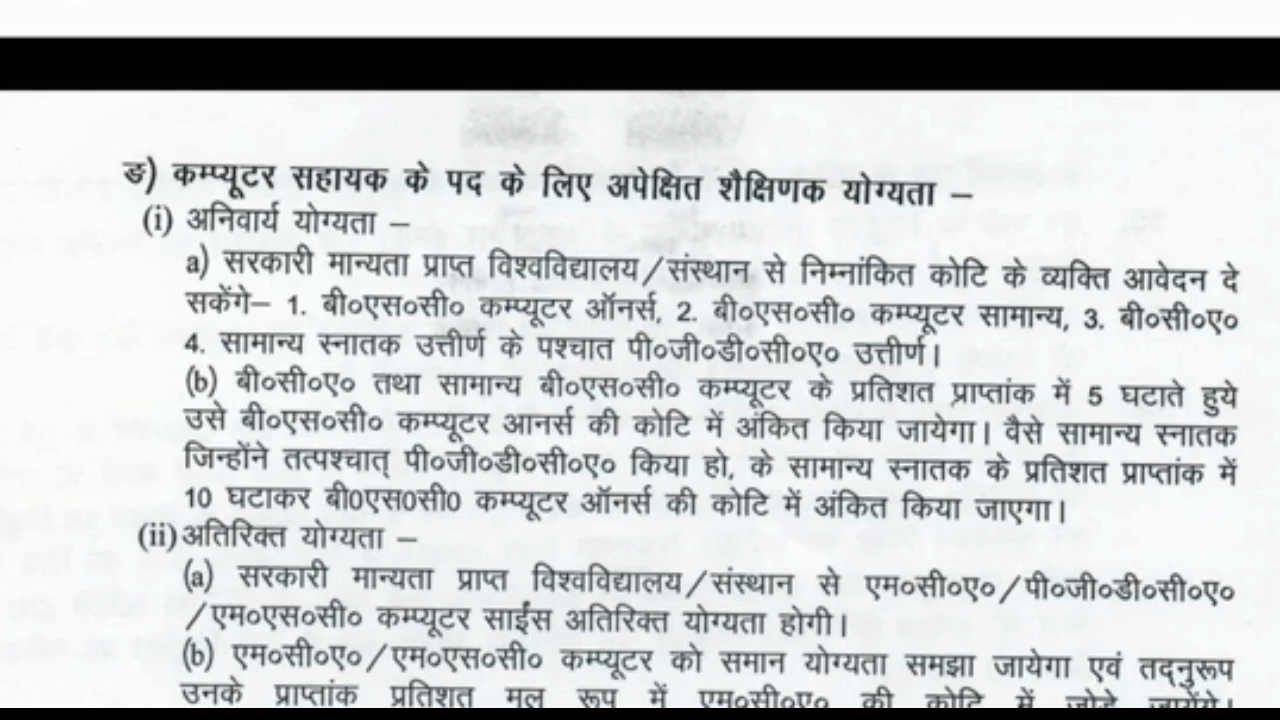 ङ) कम्प्यूटर सहायक के पद के लिए अपेक्षित शैक्षिणक योग्यता –
(i) अनिवार्य योग्यता –
a) सरकारी मान्यता प्राप्त विश्वविद्यालय/संस्थान से निम्नांकित कोटि के व्यक्ति आवेदन दे
सकेंगे– 1. बी०एस०सी० कम्प्यूटर ऑनर्स, 2. बी०एस०सी० कम्प्यूटर सामान्य, 3. बी०सी०ए०
4. सामान्य स्नातक उत्तीर्ण के पश्चात पी०जी०डी०सी०ए० उत्तीर्ण।
(b) बी०सी०ए० तथा सामान्य बी०एस०सी० कम्प्यूटर के प्रतिशत प्राप्तांक में 5 घटाते हुये
उसे बी०एस०सी० कम्प्यूटर आनर्स की कोटि में अंकित किया जायेगा। वैसे सामान्य स्नातक
जिन्होंने तत्पश्चात् पी०जी०डी०सी०ए० किया हो, के सामान्य स्नातक के प्रतिशत प्राप्तांक में
10 घटाकर बी0एस0सी0 कम्प्यूटर ऑनर्स की कोटि में अंकित किया जाएगा।
(ii) अतिरिक्त योग्यता –
(a) सरकारी मान्यता प्राप्त विश्वविद्यालय/संस्थान से एम०सी०ए०/पी०जी०डी०सी०ए०
/एम०एस०सी० कम्प्यूटर साईंस अतिरिक्त योग्यता होगी।
(b) एम०सी०ए०/एम०एस०सी० कम्प्यूटर को समान योग्यता समझा जायेगा एवं तद्नुरूप
उनके प्राप्तांक प्रतिशत मूल रूप में एम०सी०ए० की कोटि में जोड़े जायेंगे।